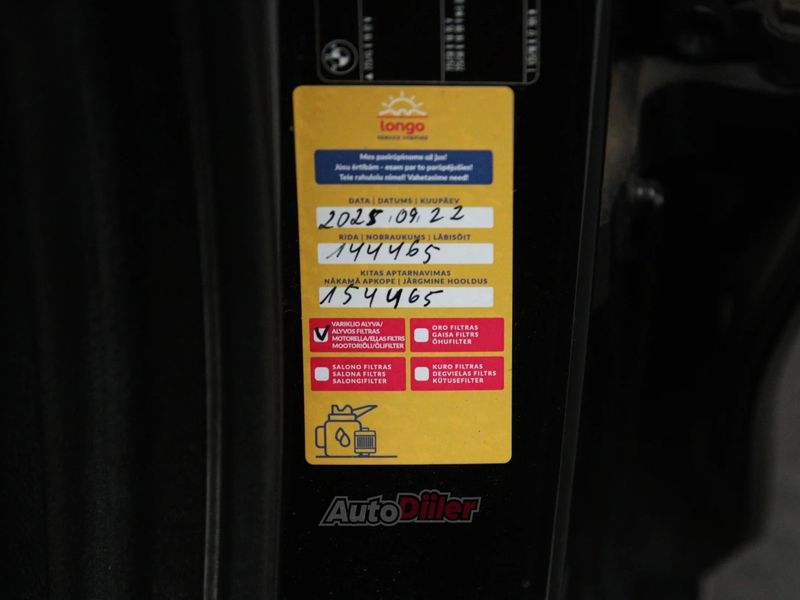 longo
Mes pasirūpinome už jus!
Jūsu ērtībām - esam par to parūpējušies!
Teie rahulolu nimel! Vahetasime need!
DATA | DATUMS | KUUPÄEV
2025.09.22
RIDA | NOBRAUKUMS | LÄBISÕIT
144465
KITAS APTARNAVIMAS
NĀKAMĀ APKOPE | JÄRGMINE HOOLDUS
154465
VARIKLIO ALYVA/
ALYVOS FILTRAS
MOTOREĻĻA/EĻĻAS FILTRS
MOOTORIÕLI/ÕLIFILTER
ORO FILTRAS
GAISA FILTRS
ÕHUFILTER
SALONO FILTRAS
SALONA FILTRS
SALONGIFILTER
KURO FILTRAS
DEGVIELAS FILTRS
KÜTUSEFILTER
AutoDiiler